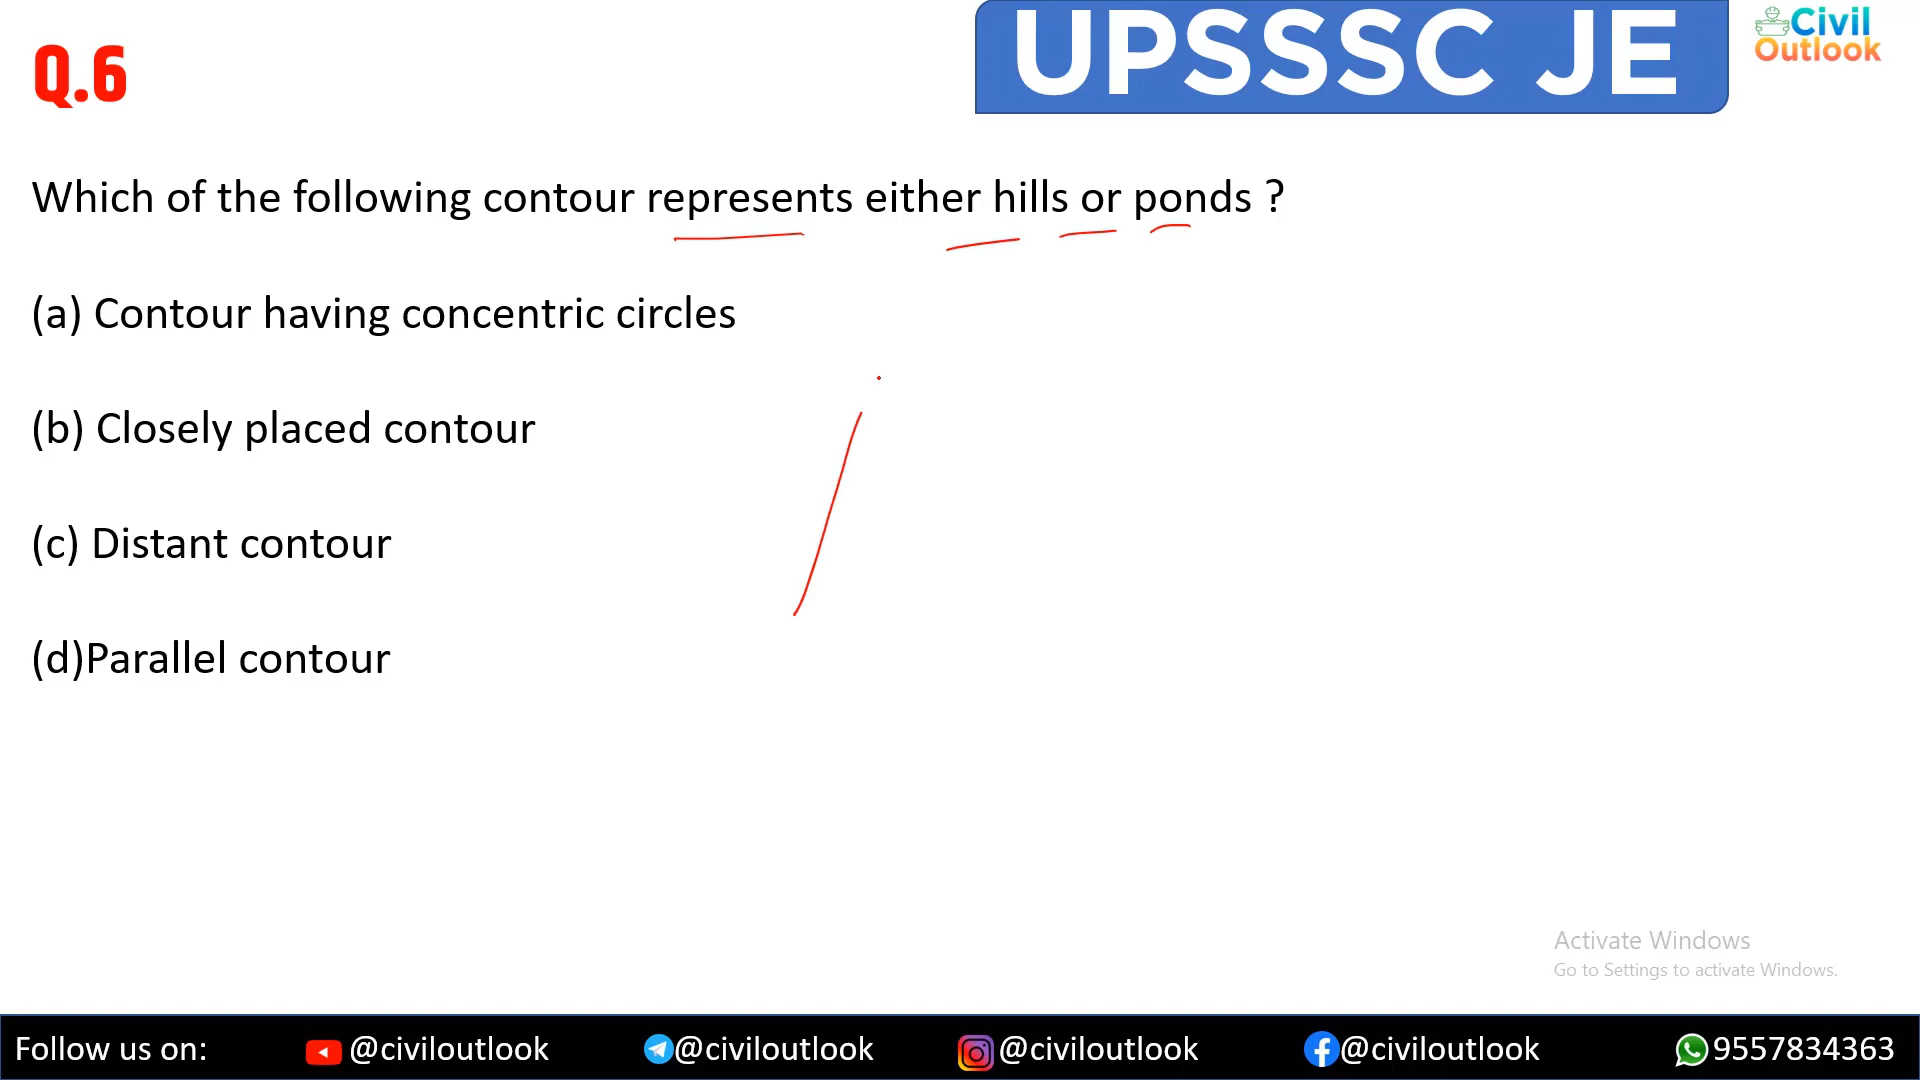 Q.6
UPSSSC JE
Civil
Outlook
Which of the following contour represents either hills or ponds ?
(a) Contour having concentric circles
(b) Closely placed contour
(c) Distant contour
(d)Parallel contour
Activate Windows
Go to Settings to activate Windows.
Follow us on: @civiloutlook @civiloutlook @civiloutlook @civiloutlook 9557834363